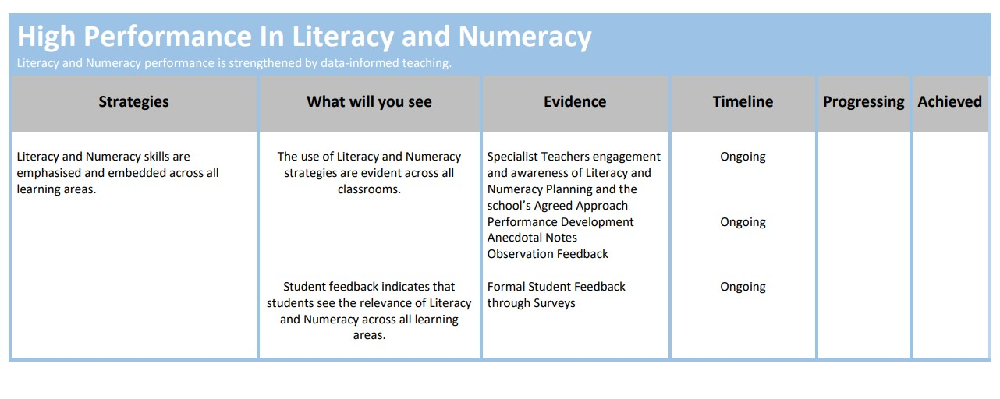 High Performance In Literacy and Numeracy
Literacy and Numeracy performance is strengthened by data-informed teaching.
Strategies
What will you see
Evidence
Timeline
Progressing
Achieved
Literacy and Numeracy skills are
emphasised and embedded across all
learning areas.
The use of Literacy and Numeracy
strategies are evident across all
classrooms.
Specialist Teachers engagement
and awareness of Literacy and
Numeracy Planning and the
school’s Agreed Approach
Performance Development
Anecdotal Notes
Observation Feedback
Ongoing
Ongoing
Student feedback indicates that
students see the relevance of Literacy
and Numeracy across all learning
areas.
Formal Student Feedback
through Surveys
Ongoing